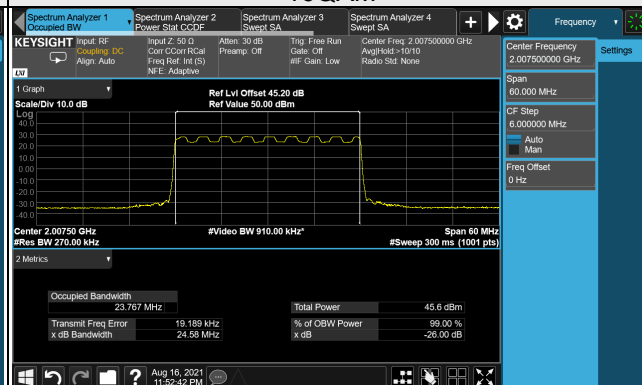 Spectrum Analyzer 1
Occupied BW
Spectrum Analyzer 2
Power Stat CCDF
Spectrum Analyzer 3
Swept SA
Spectrum Analyzer 4
Swept SA
Frequency
KEYSIGHT
Input: RF
Coupling: DC
Align: Auto
Input Z: 50 Ω
Corr CCorr RCal
Freq Ref: Int (S)
NFE: Adaptive
Atten: 30 dB
Preamp: Off
Trig: Free Run
Gate: Off
#IF Gain: Low
Center Freq: 2.007500000 GHz
Avg|Hold:>10/10
Radio Std: None
LXI
Center Frequency
2.007500000 GHz
Settings
Span
60.000 MHz
CF Step
6.000000 MHz
Auto
Man
Freq Offset
0 Hz
1 Graph
Scale/Div 10.0 dB
Ref Lvl Offset 45.20 dB
Ref Value 50.00 dBm
Log
40.0
30.0
20.0
10.0
0.00
-10.0
-20.0
-30.0
-40.0
Center 2.00750 GHz
#Res BW 270.00 kHz
#Video BW 910.00 kHz*
Span 60 MHz
#Sweep 300 ms (1001 pts)
2 Metrics
Occupied Bandwidth
23.767 MHz
Total Power 45.6 dBm
Transmit Freq Error 19.189 kHz
% of OBW Power 99.00 %
x dB Bandwidth 24.58 MHz
x dB -26.00 dB
Aug 16, 2021
11:52:42 PM